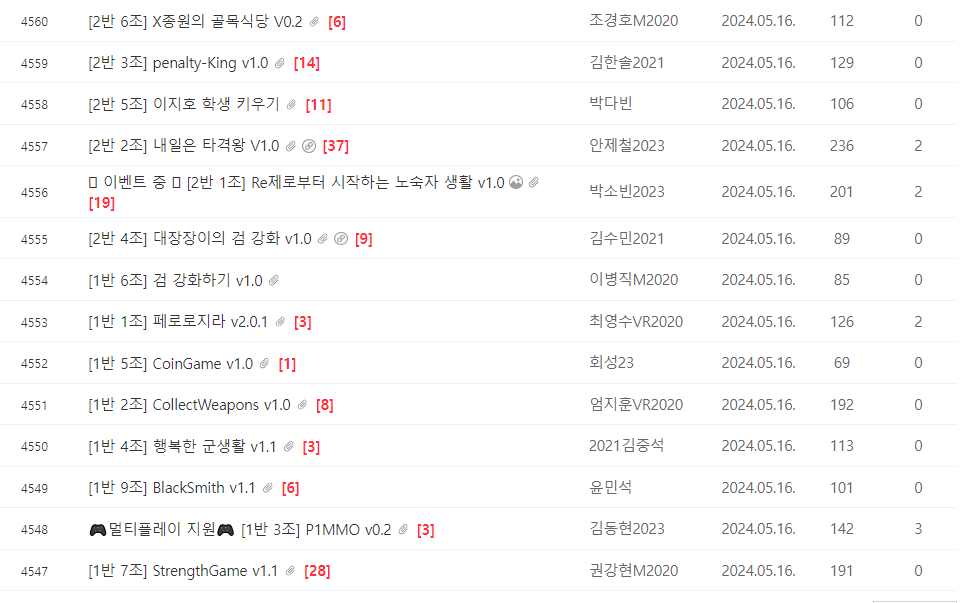 4560 [2반 6조] X종원의 골목식당 V0.2 [6] 조경호M2020 2024.05.16. 112 0
4559 [2반 3조] penalty-King v1.0 [14] 김한솔2021 2024.05.16. 129 0
4558 [2반 5조] 이지호 학생 키우기 [11] 박다빈 2024.05.16. 106 0
4557 [2반 2조] 내일은 타격왕 V1.0 [37] 안제철2023 2024.05.16. 236 2
4556 이벤트 중 [2반 1조] Re제로부터 시작하는 노숙자 생활 v1.0 박소빈2023 2024.05.16. 201 2
[19]
4555 [2반 4조] 대장장이의 검 강화 v1.0 [9] 김수민2021 2024.05.16. 89 0
4554 [1반 6조] 검 강화하기 v1.0 이병직M2020 2024.05.16. 85 0
4553 [1반 1조] 페로로지라 v2.0.1 [3] 최영수VR2020 2024.05.16. 126 2
4552 [1반 5조] CoinGame v1.0 [1] 회성23 2024.05.16. 69 0
4551 [1반 2조] CollectWeapons v1.0 [8] 엄지훈VR2020 2024.05.16. 192 0
4550 [1반 4조] 행복한 군생활 v1.1 [3] 2021김증석 2024.05.16. 113 0
4549 [1반 9조] BlackSmith v1.1 [6] 윤민석 2024.05.16. 101 0
4548 🎮멀티플레이 지원🎮 [1반 3조] P1MMO v0.2 [3] 김동현2023 2024.05.16. 142 3
4547 [1반 7조] StrengthGame v1.1 [28] 권강현M2020 2024.05.16. 191 0